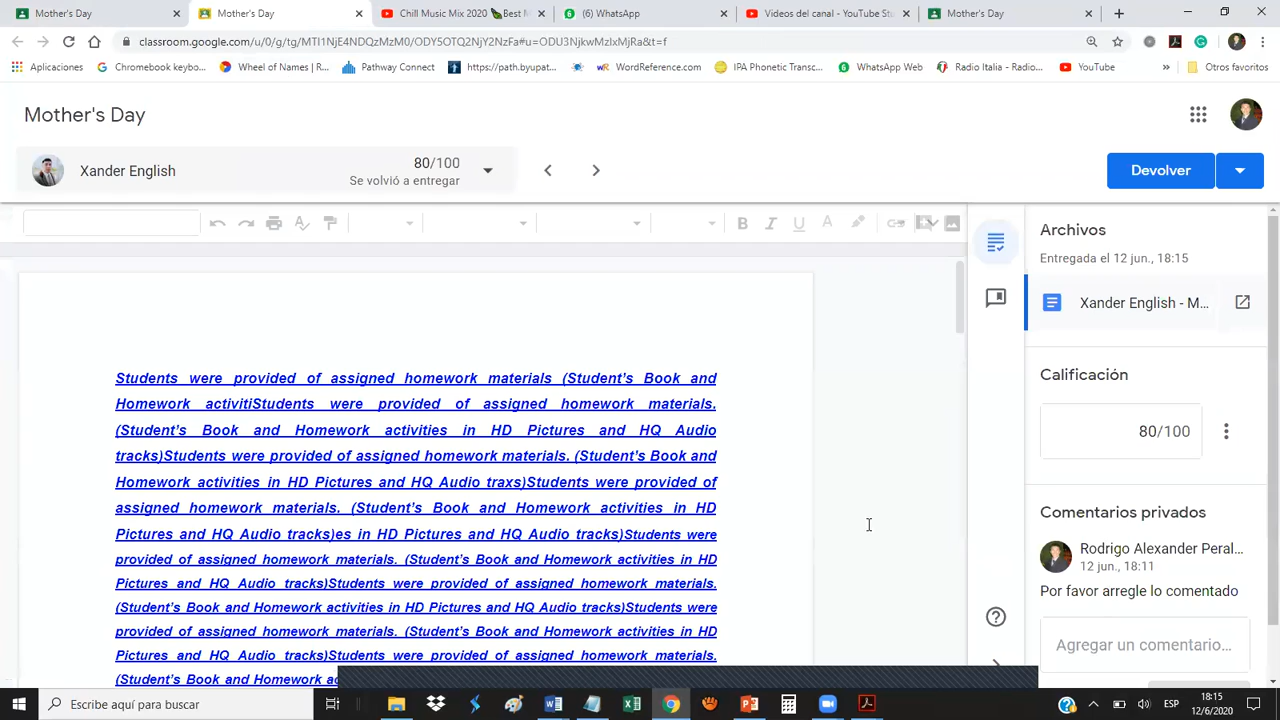 Mother's Day
Mother's Day
Chill Music Mix 2020 Best M
(6) WhatsApp
Videos del canal - YouTube Stu
Mother's Day
classroom.google.com/u/0/g/tg/
Aplicaciones
Chromebook keybo...
Wheel of Names | R...
Pathway Connect
https://path.byupat...
WordReference.com
IPA Phonetic Transc...
WhatsApp Web
Radio Italia - Radio...
YouTube
»
Otros favoritos
Mother's Day
Xander English
80/100
Se volvió a entregar
Devolver
B I U A
Archivos
Entregada el 12 jun., 18:15
Xander English - M...
Calificación
80/100
Comentarios privados
Rodrigo Alexander Peral...
12 jun., 18:11
Por favor arregle lo comentado
Agregar un comentario...
Students were provided of assigned homework materials (Student's Book and
Homework activitiStudents were provided of assigned homework materials.
(Student's Book and Homework activities in HD Pictures and HQ Audio
tracks)Students were provided of assigned homework materials. (Student's Book and
Homework activities in HD Pictures and HQ Audio traxs)Students were provided of
assigned homework materials. (Student's Book and Homework activities in HD
Pictures and HQ Audio tracks)es in HD Pictures and HQ Audio tracks)Students were
provided of assigned homework materials. (Student's Book and Homework activities in HD
Pictures and HQ Audio tracks)Students were provided of assigned homework materials.
(Student's Book and Homework activities in HD Pictures and HQ Audio tracks)Students were
provided of assigned homework materials. (Student's Book and Homework activities in HD
Pictures and HQ Audio tracks)Students were provided of assigned homework materials.
(Student's Book and Homework
Escribe aquí para buscar
ESP
18:15
12/6/2020